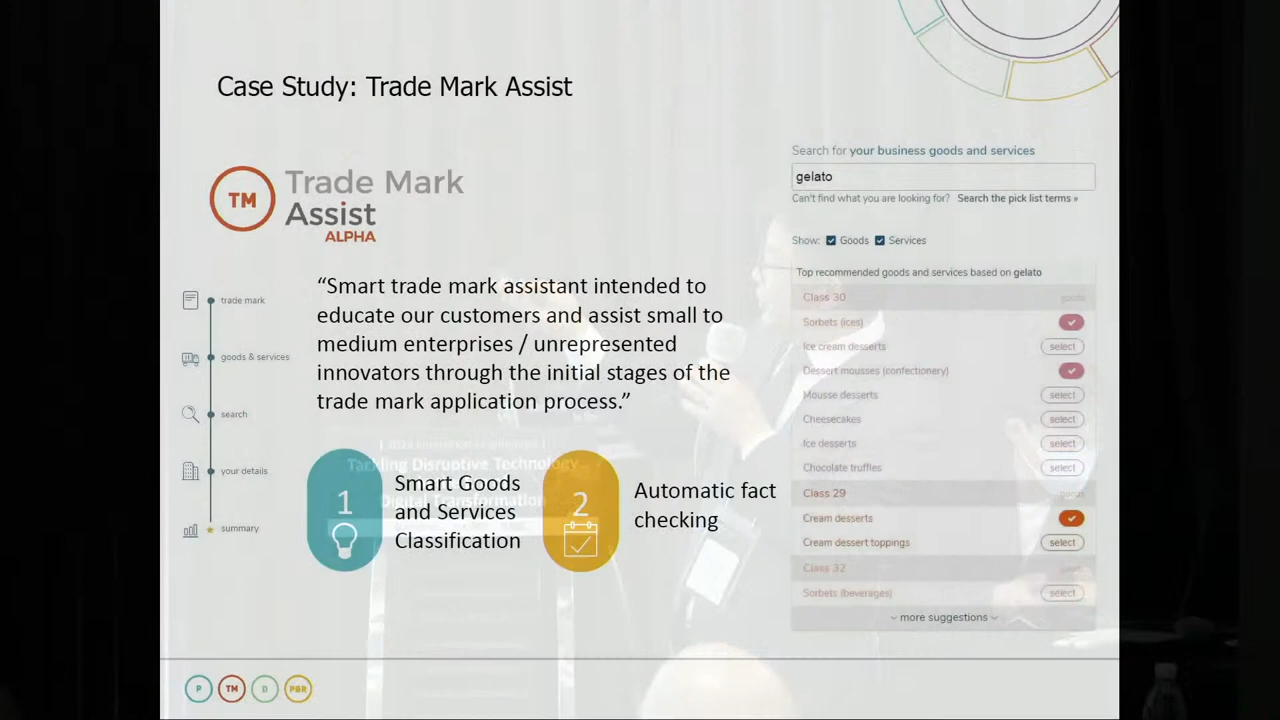 Case Study: Trade Mark Assist
TM
Trade Mark
Assist
ALPHA
trade mark
goods & services
search
your details
summary
“Smart trade mark assistant intended to
educate our customers and assist small to
medium enterprises / unrepresented
innovators through the initial stages of the
trade mark application process.”
1
Smart Goods
and Services
Classification
2
Automatic fact
checking
Tackling Disruptive Technology
Digital Transformation
Search for your business goods and services
gelato
Can't find what you are looking for? Search the pick list terms »
Show: Goods Services
Top recommended goods and services based on gelato
Class 30 goods
Sorbets (ices)
Ice cream desserts select
Dessert mousses (confectionery)
Mousse desserts select
Cheesecakes select
Ice desserts select
Chocolate truffles select
Class 29 goods
Cream desserts
Cream dessert toppings select
Class 32 goods
Sorbets (beverages) select
more suggestions
P TM D PBR